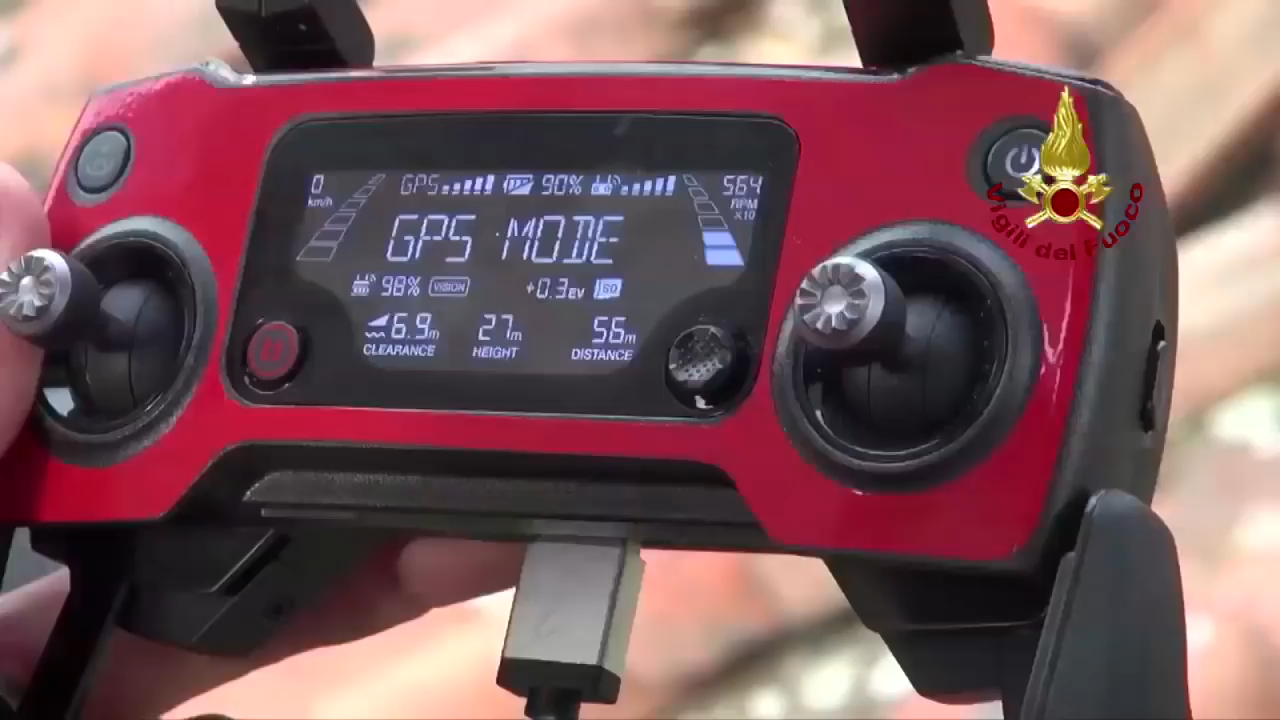 0 GPS 90% 564
km/h RPM
X10
GPS MODE
98% VISION +0.3EV ISO
6.9m 27m 56m
CLEARANCE HEIGHT DISTANCE
Vigili del Fuoco